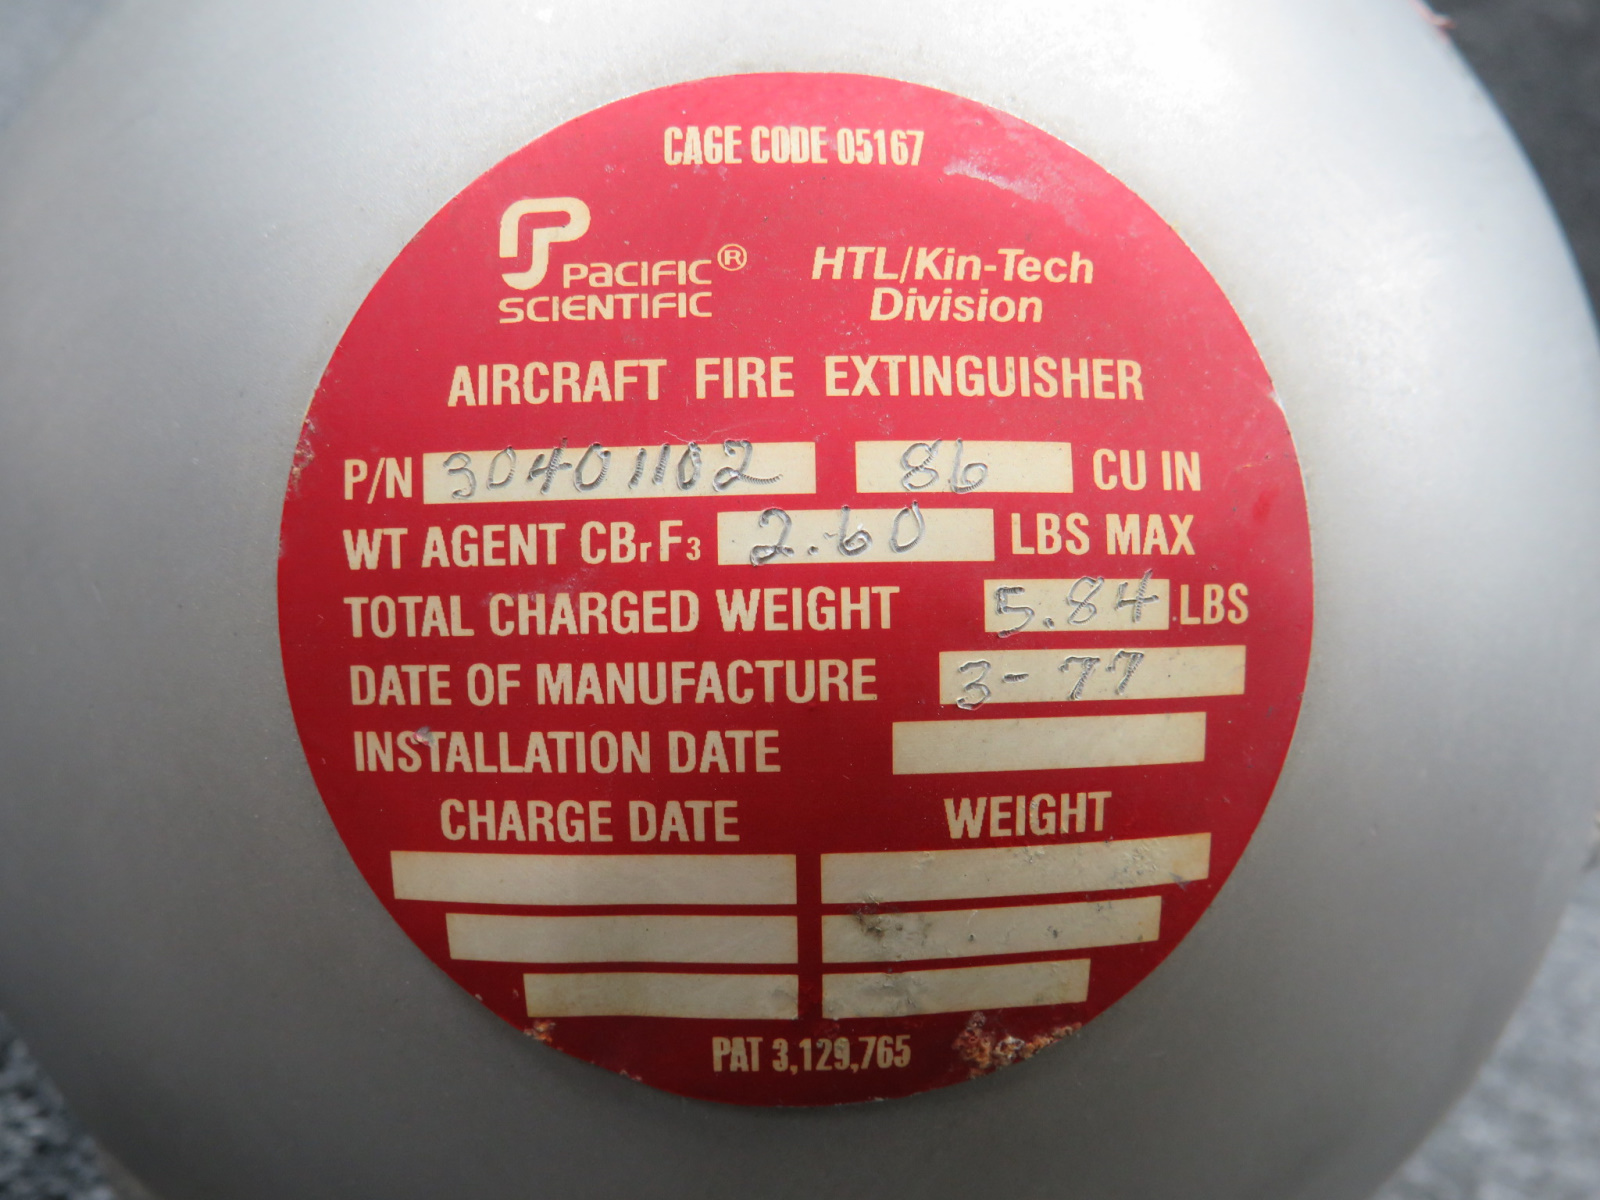 CAGE CODE 05167
PACIFIC® SCIENTIFIC
HTL/Kin-Tech
Division
AIRCRAFT FIRE EXTINGUISHER
P/N 30401102 86 CU IN
WT AGENT CBrF3 2.60 LBS MAX
TOTAL CHARGED WEIGHT 5.84 LBS
DATE OF MANUFACTURE 3-77
INSTALLATION DATE
CHARGE DATE WEIGHT
PAT 3,129,765